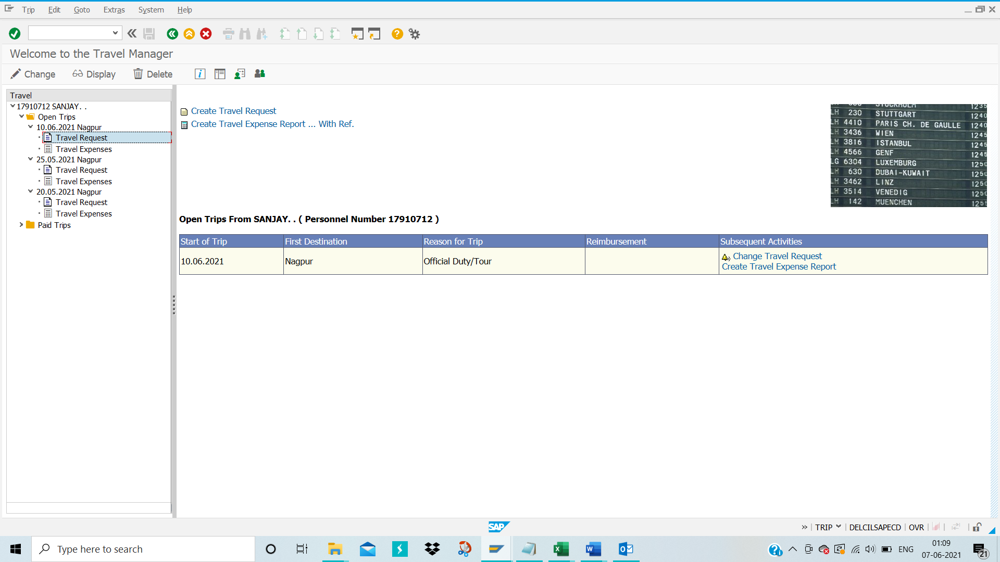 Trip Edit Goto Extras System Help
Welcome to the Travel Manager
Change Display Delete
Travel
17910712 SANJAY. .
Open Trips
10.06.2021 Nagpur
Travel Request
Travel Expenses
25.05.2021 Nagpur
Travel Request
Travel Expenses
20.05.2021 Nagpur
Travel Request
Travel Expenses
Paid Trips
Create Travel Request
Create Travel Expense Report ... With Ref.
STOCKHOLM 1235
LH 230 STUTTGART 1240
LH 4410 PARIS CH. DE GAULLE 1240
LH 3436 WIEN 1245
LH 3816 ISTANBUL 1245
LH 4566 GENF 1245
LG 6304 LUXEMBURG 1250
LH 630 DUBAI-KUWAIT 1250
LH 3462 LINZ 1250
LH 3514 VENEDIG 1250
LH 142 MUENCHEN 1255
Open Trips From SANJAY. . ( Personnel Number 17910712 )
Start of Trip First Destination Reason for Trip Reimbursement Subsequent Activities
10.06.2021 Nagpur Official Duty/Tour Change Travel Request
Create Travel Expense Report
SAP
» TRIP DELCILSAPECD OVR
Type here to search
ENG
01:09
07-06-2021
21